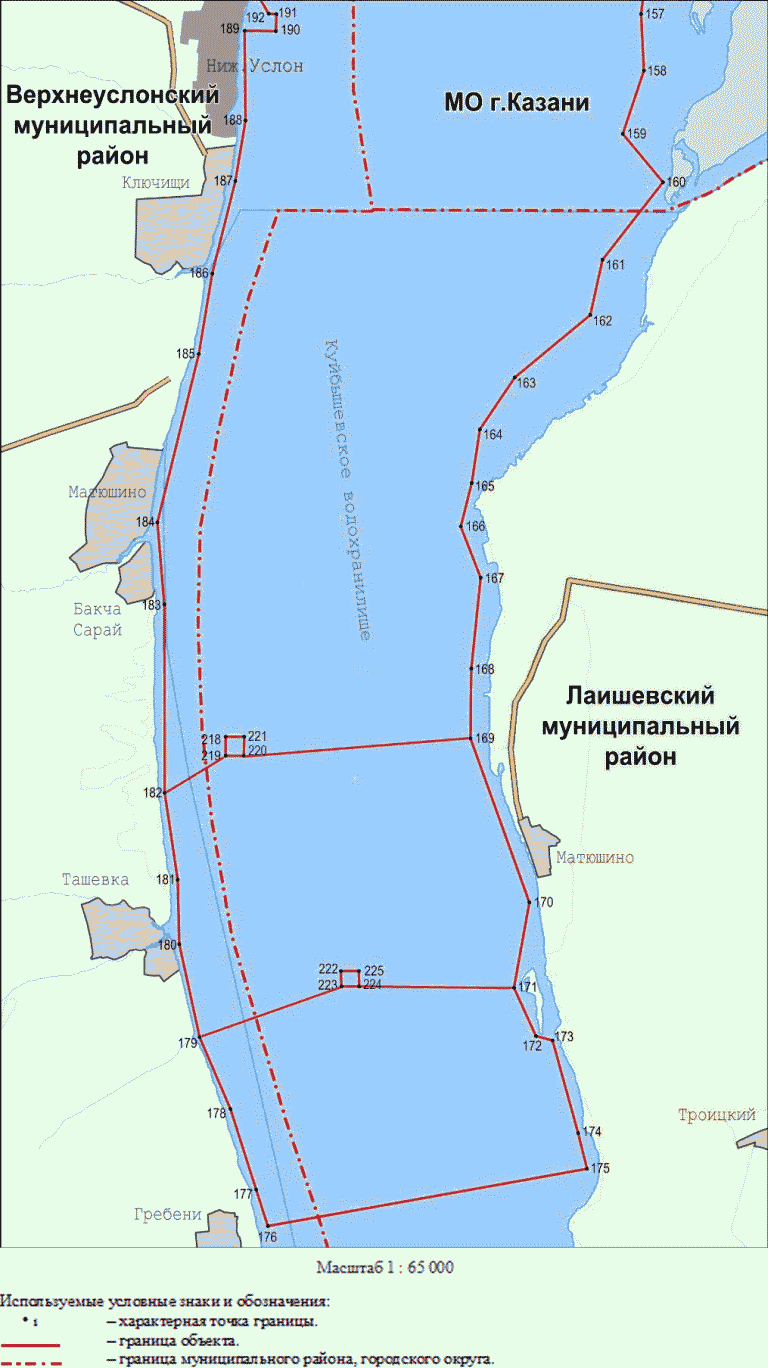 192
191
157
189
190
Ниж.Услон
158
Верхнеуслонский
муниципальный
район
МО г.Казани
188
159
187
Ключищи
160
161
186
162
185
Куйбышевское водохранилище
163
164
165
Матюшино
184
166
167
183
Бакча
Сарай
168
Лаишевский
муниципальный
район
218
221
169
219
220
182
Матюшино
181
Ташевка
170
180
222
225
223
224
171
179
172
173
178
Троицкий
174
175
177
Гребени
176
Масштаб 1 : 65 000
Используемые условные знаки и обозначения:
• 1 – характерная точка границы.
– граница объекта.
– граница муниципального района, городского округа.